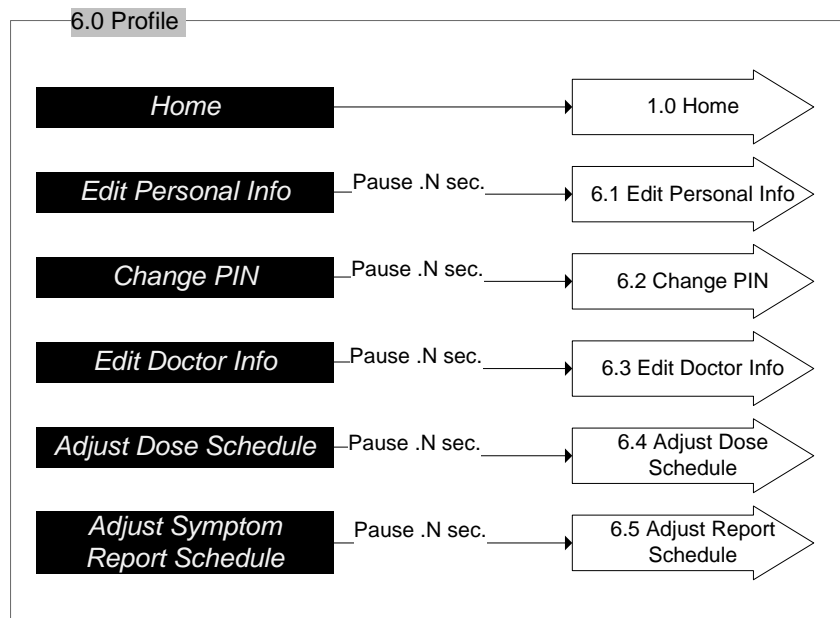 6.0 Profile
Home
1.0 Home
Edit Personal Info
Pause .N sec.
6.1 Edit Personal Info
Change PIN
Pause .N sec.
6.2 Change PIN
Edit Doctor Info
Pause .N sec.
6.3 Edit Doctor Info
Adjust Dose Schedule
Pause .N sec.
6.4 Adjust Dose
Schedule
Adjust Symptom
Report Schedule
Pause .N sec.
6.5 Adjust Report
Schedule